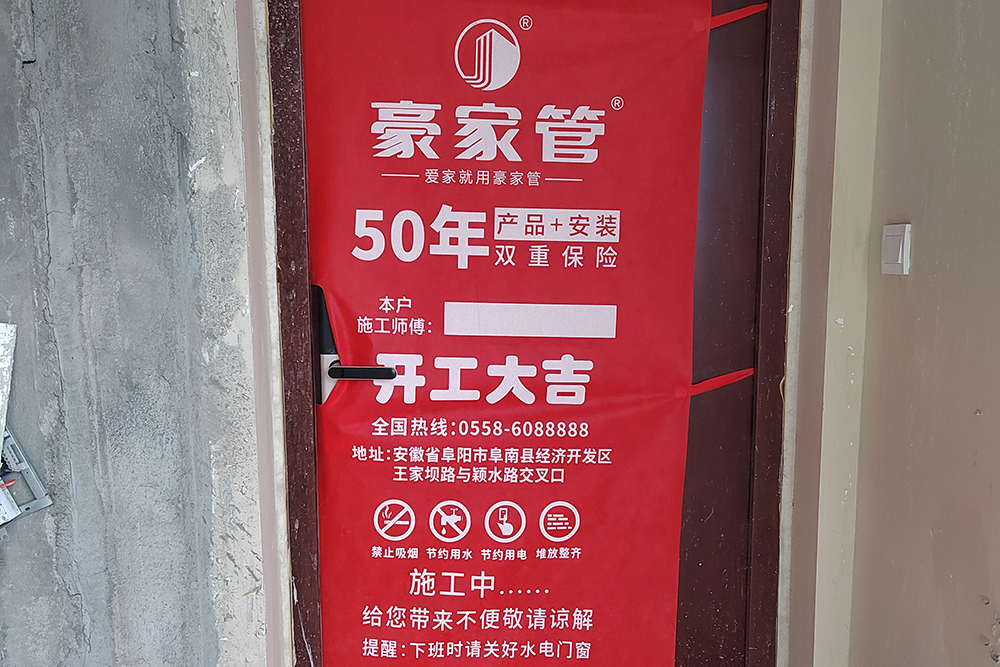 ®
豪家管®
爱家就用豪家管
50年 产品+安装
双重保险
本户
施工师傅：
开工大吉
全国热线：0558-6088888
地址：安徽省阜阳市阜南县经济开发区
王家坝路与颖水路交叉口
禁止吸烟 节约用水 节约用电 堆放整齐
施工中......
给您带来不便敬请谅解
提醒：下班时请关好水电门窗